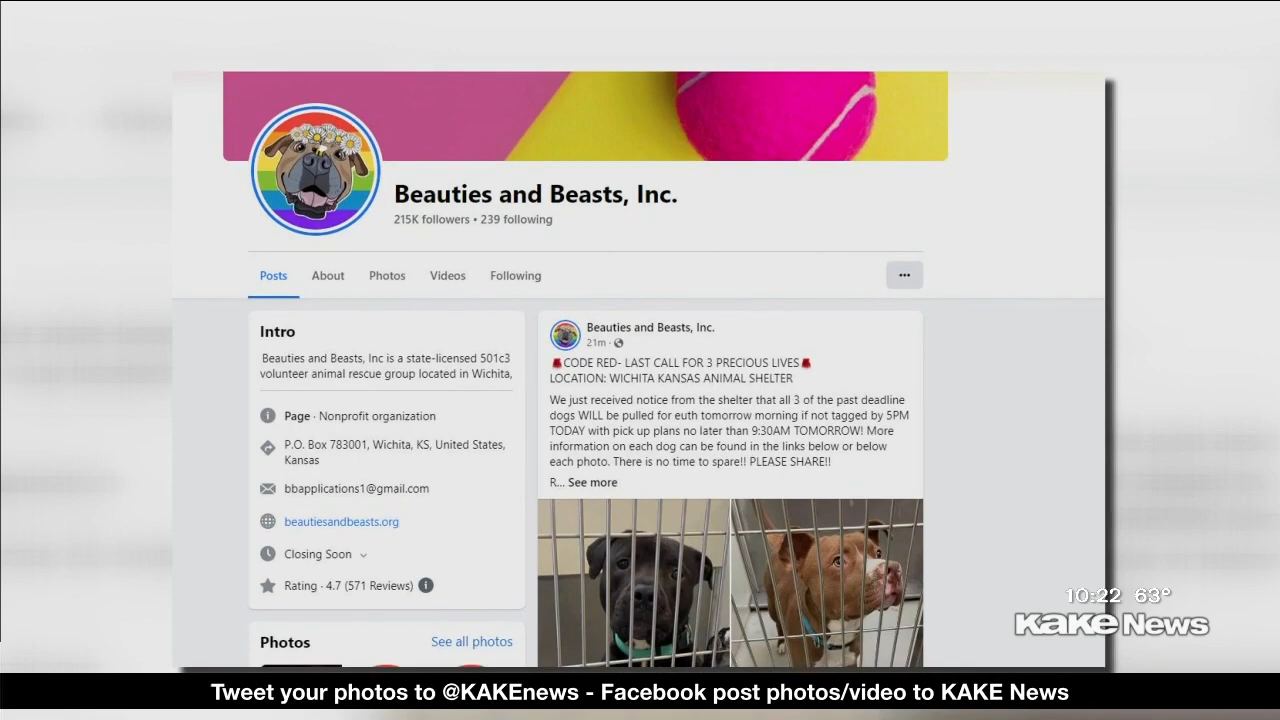 Beauties and Beasts, Inc.
215K followers • 239 following
Posts About Photos Videos Following
Intro
Beauties and Beasts, Inc is a state-licensed 501c3
volunteer animal rescue group located in Wichita,
Page · Nonprofit organization
P.O. Box 783001, Wichita, KS, United States,
Kansas
bbapplications1@gmail.com
beautiesandbeasts.org
Closing Soon
Rating · 4.7 (571 Reviews)
Photos See all photos
Beauties and Beasts, Inc.
21m ·
CODE RED- LAST CALL FOR 3 PRECIOUS LIVES
LOCATION: WICHITA KANSAS ANIMAL SHELTER
We just received notice from the shelter that all 3 of the past deadline
dogs WILL be pulled for euth tomorrow morning if not tagged by 5PM
TODAY with pick up plans no later than 9:30AM TOMORROW! More
information on each dog can be found in the links below or below
each photo. There is no time to spare!! PLEASE SHARE!!
R... See more
10:22 63°
KAKE NEWS
Tweet your photos to @KAKEnews - Facebook post photos/video to KAKE News